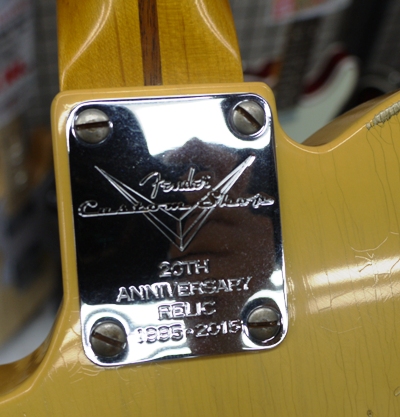 Fender
Custom Shop
20TH
ANNIVERSARY
RELIC
1995-2015